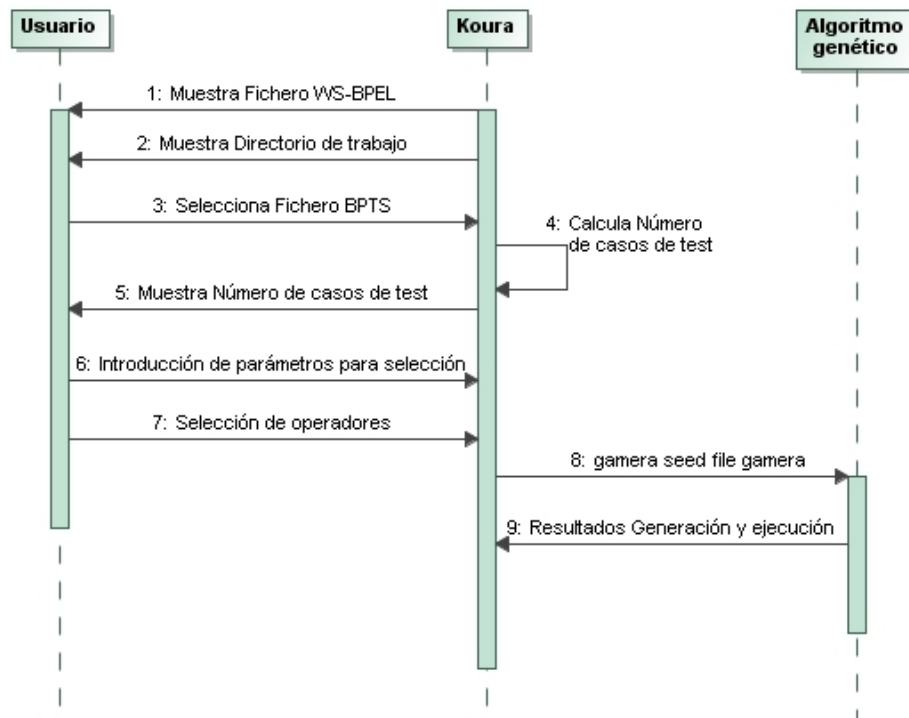 Usuario
Koura
Algoritmo
genético
1: Muestra Fichero WS-BPEL
2: Muestra Directorio de trabajo
3: Selecciona Fichero BPTS
4: Calcula Número
de casos de test
5: Muestra Número de casos de test
6: Introducción de parámetros para selección
7: Selección de operadores
8: gamera seed file gamera
9: Resultados Generación y ejecución